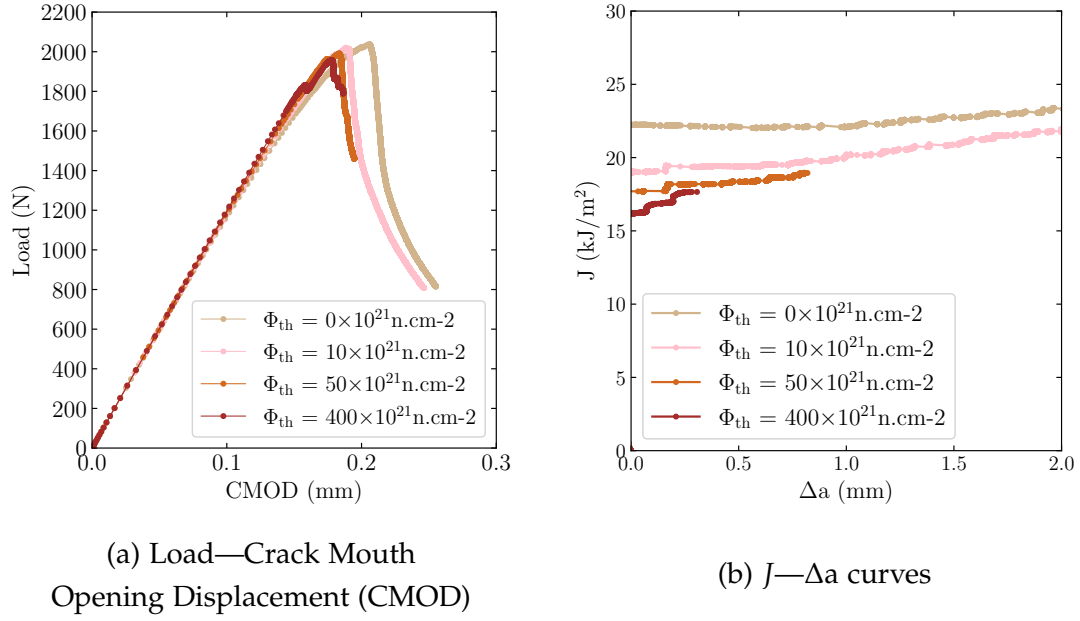 2200
2000
1800
1600
1400
1200
1000
800
600
400
200
0
Load (N)
0.0 0.1 0.2 0.3
CMOD (mm)
Φth = 0×10²¹n.cm-2
Φth = 10×10²¹n.cm-2
Φth = 50×10²¹n.cm-2
Φth = 400×10²¹n.cm-2
(a) Load—Crack Mouth
Opening Displacement (CMOD)
30
25
20
15
10
5
0
J (kJ/m²)
0.0 0.5 1.0 1.5 2.0
Δa (mm)
Φth = 0×10²¹n.cm-2
Φth = 10×10²¹n.cm-2
Φth = 50×10²¹n.cm-2
Φth = 400×10²¹n.cm-2
(b) J—Δa curves